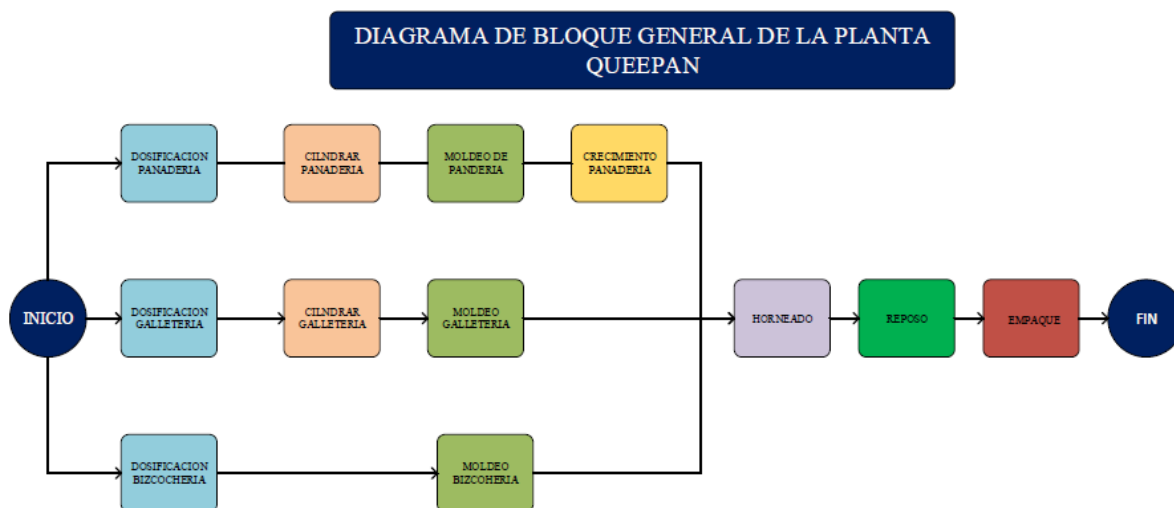 DIAGRAMA DE BLOQUE GENERAL DE LA PLANTA
QUEEPAN
DOSIFICACION
PANADERIA
CILNDRAR
PANADERIA
MOLDEO DE
PANDERIA
CRECIMIENTO
PANADERIA
INICIO
DOSIFICACION
GALLETERIA
CILNDRAR
GALLETERIA
MOLDEO
GALLETERIA
HORNEADO
REPOSO
EMPAQUE
FIN
DOSIFICACION
BIZCOCHERIA
MOLDEO
BIZCOHERIA